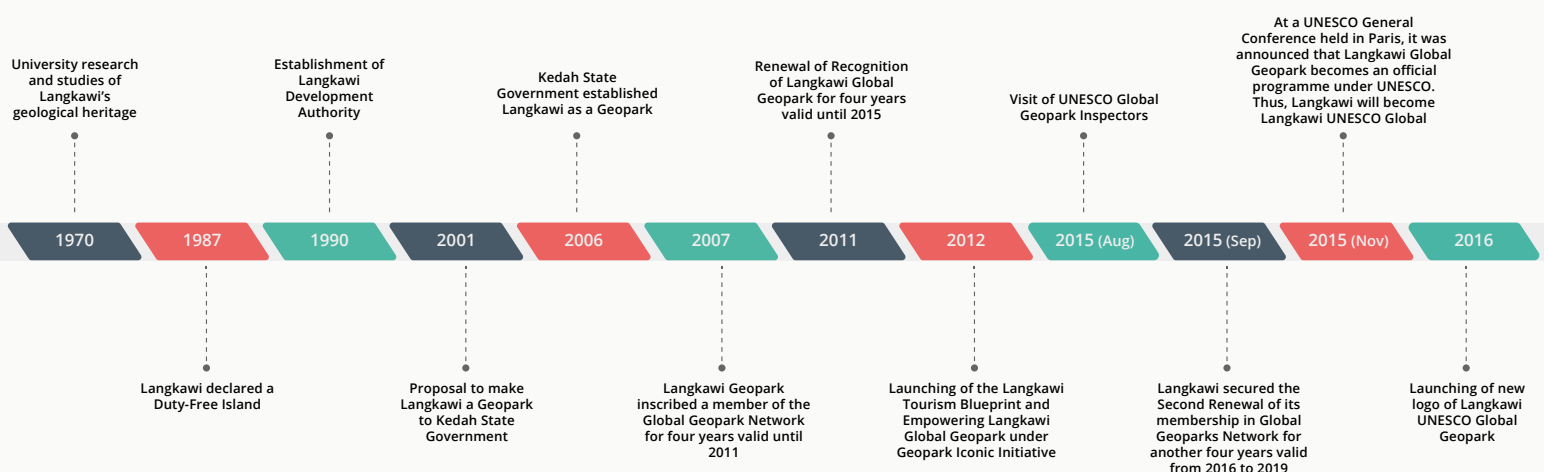 University research
and studies of
Langkawi's
geological heritage
Establishment of
Langkawi
Development
Authority
Kedah State
Government established
Langkawi as a Geopark
Renewal of Recognition
of Langkawi Global
Geopark for four years
valid until 2015
Visit of UNESCO Global
Geopark Inspectors
At a UNESCO General
Conference held in Paris, it was
announced that Langkawi Global
Geopark becomes an official
programme under UNESCO.
Thus, Langkawi will become
Langkawi UNESCO Global
1970
1987
1990
2001
2006
2007
2011
2012
2015 (Aug)
2015 (Sep)
2015 (Nov)
2016
Langkawi declared a
Duty-Free Island
Proposal to make
Langkawi a Geopark
to Kedah State
Government
Langkawi Geopark
inscribed a member of the
Global Geopark Network
for four years valid until
2011
Launching of the Langkawi
Tourism Blueprint and
Empowering Langkawi
Global Geopark under
Geopark Iconic Initiative
Langkawi secured the
Second Renewal of its
membership in Global
Geoparks Network for
another four years valid
from 2016 to 2019
Launching of new
logo of Langkawi
UNESCO Global
Geopark